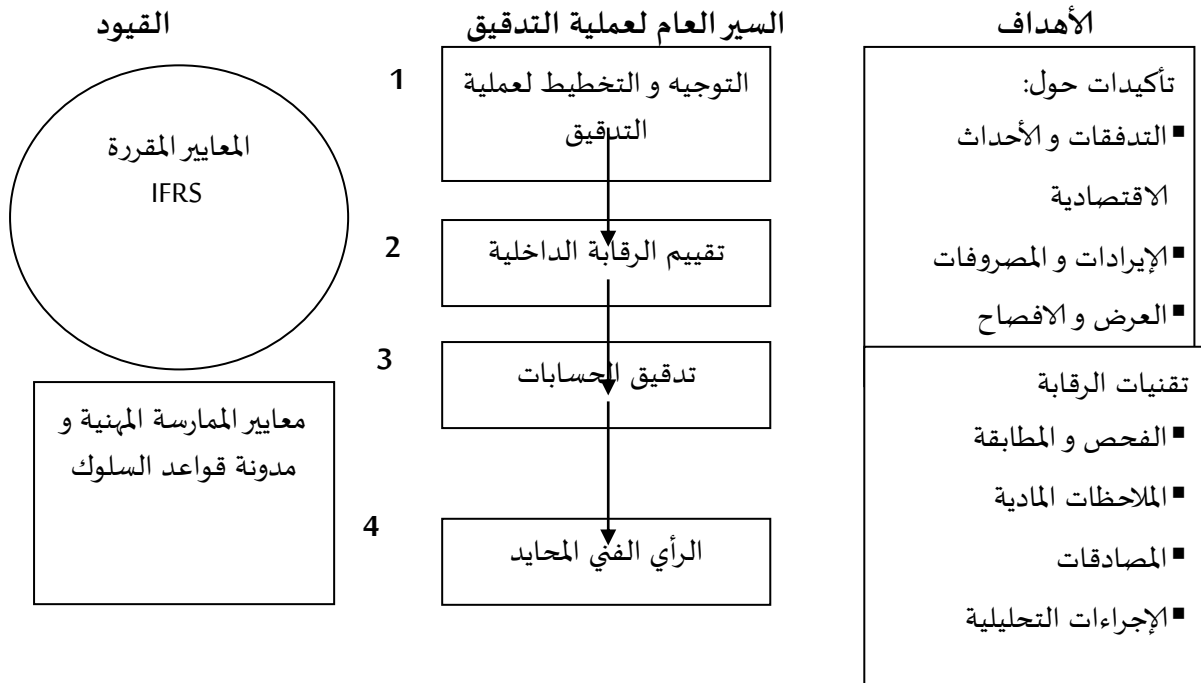 الأهداف
تأكيدات حول:
▪ التدفقات و الأحداث
الاقتصادية
▪ الإيرادات و المصروفات
▪ العرض و الافصاح
تقنيات الرقابة
▪ الفحص و المطابقة
▪ الملاحظات المادية
▪ المصادقات
▪ الإجراءات التحليلية
السير العام لعملية التدقيق
1
التوجيه و التخطيط لعملية
التدقيق
2
تقييم الرقابة الداخلية
3
تدقيق الحسابات
4
الرأي الفني المحايد
القيود
المعايير المقررة
IFRS
معايير الممارسة المهنية و
مدونة قواعد السلوك